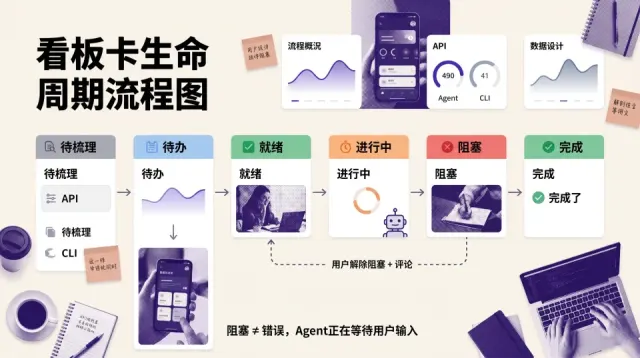 看板卡生命
周期流程图
流程概况
API
490
41
Agent
CLI
数据设计
待梳理
待办
就绪
进行中
阻塞
完成
待梳理
API
待梳理
CLI
待办
就绪
进行中
阻塞
完成
完成了
用户解除阻塞 + 评论
阻塞 ≠ 错误，Agent正在等待用户输入